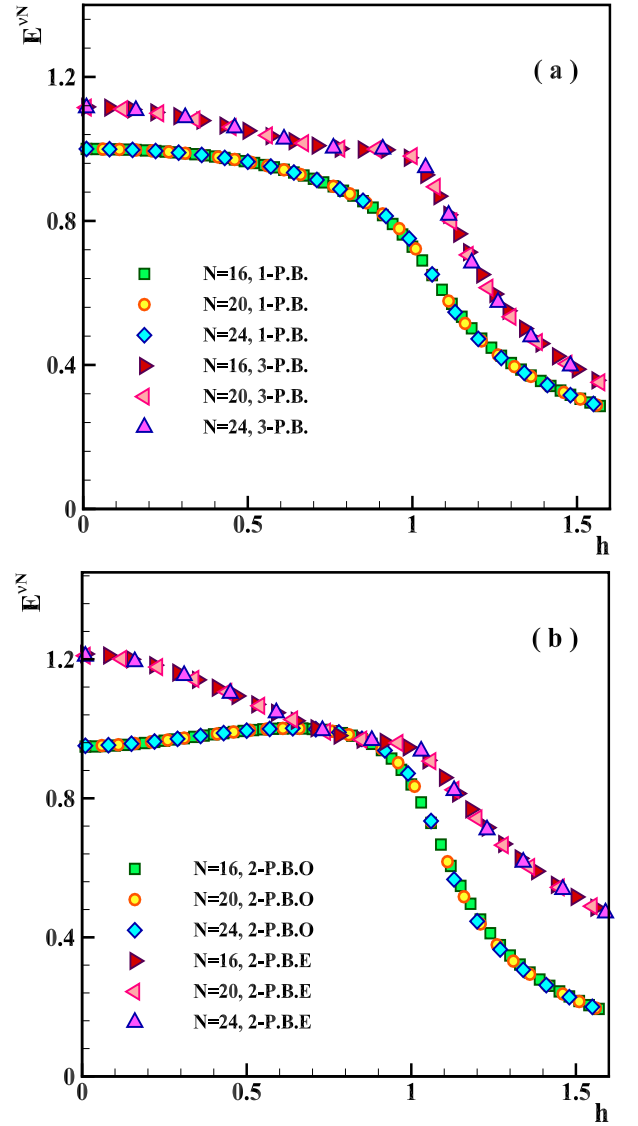 E^νN
( a )
1.2
0.8
N=16, 1-P.B.
N=20, 1-P.B.
N=24, 1-P.B.
0.4
N=16, 3-P.B.
N=20, 3-P.B.
N=24, 3-P.B.
0
0 0.5 1 1.5
h
E^νN
( b )
1.2
0.8
N=16, 2-P.B.O
N=20, 2-P.B.O
N=24, 2-P.B.O
0.4
N=16, 2-P.B.E
N=20, 2-P.B.E
N=24, 2-P.B.E
0
0 0.5 1 1.5
h